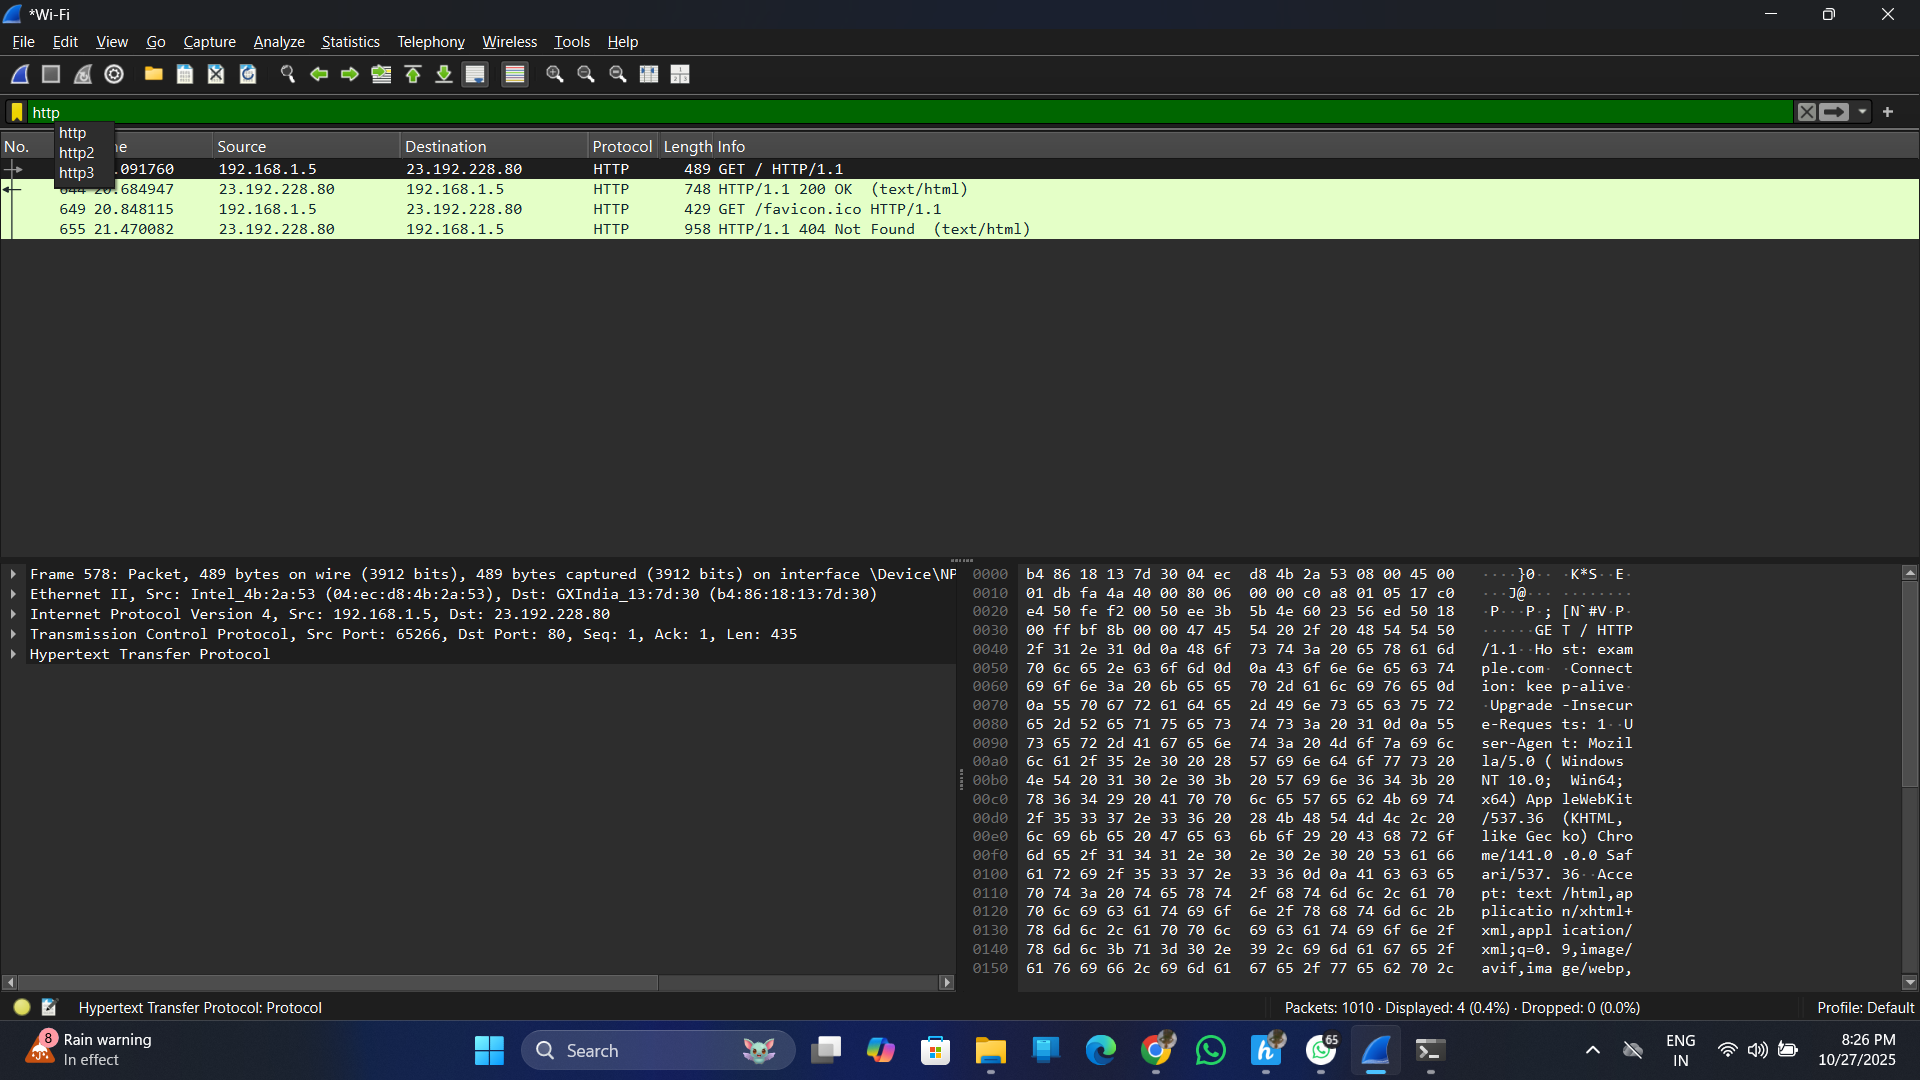 *Wi-Fi
File Edit View Go Capture Analyze Statistics Telephony Wireless Tools Help
http
http
http2
http3
No. Source Destination Protocol Length Info
.091760 192.168.1.5 23.192.228.80 HTTP 489 GET / HTTP/1.1
644 20.684947 23.192.228.80 192.168.1.5 HTTP 748 HTTP/1.1 200 OK (text/html)
649 20.848115 192.168.1.5 23.192.228.80 HTTP 429 GET /favicon.ico HTTP/1.1
655 21.470082 23.192.228.80 192.168.1.5 HTTP 958 HTTP/1.1 404 Not Found (text/html)
Frame 578: Packet, 489 bytes on wire (3912 bits), 489 bytes captured (3912 bits) on interface \Device\NP
Ethernet II, Src: Intel_4b:2a:53 (04:ec:d8:4b:2a:53), Dst: GXIndia_13:7d:30 (b4:86:18:13:7d:30)
Internet Protocol Version 4, Src: 192.168.1.5, Dst: 23.192.228.80
Transmission Control Protocol, Src Port: 65266, Dst Port: 80, Seq: 1, Ack: 1, Len: 435
Hypertext Transfer Protocol
0000 b4 86 18 13 7d 30 04 ec d8 4b 2a 53 08 00 45 00 ····}0·· ·K*S··E·
0010 01 db fa 4a 40 00 80 06 00 00 c0 a8 01 05 17 c0 ···J@··· ········
0020 e4 50 fe f2 00 50 ee 3b 5b 4e 60 23 56 ed 50 18 ·P···P·; [N`#V·P·
0030 00 ff bf 8b 00 00 47 45 54 20 2f 20 48 54 54 50 ······GE T / HTTP
0040 2f 31 2e 31 0d 0a 48 6f 73 74 3a 20 65 78 61 6d /1.1··Ho st: exam
0050 70 6c 65 2e 63 6f 6d 0d 0a 43 6f 6e 6e 65 63 74 ple.com· ·Connect
0060 69 6f 6e 3a 20 6b 65 65 70 2d 61 6c 69 76 65 0d ion: kee p-alive·
0070 0a 55 70 67 72 61 64 65 2d 49 6e 73 65 63 75 72 ·Upgrade -Insecur
0080 65 2d 52 65 71 75 65 73 74 73 3a 20 31 0d 0a 55 e-Reques ts: 1··U
0090 73 65 72 2d 41 67 65 6e 74 3a 20 4d 6f 7a 69 6c ser-Agen t: Mozil
00a0 6c 61 2f 35 2e 30 20 28 57 69 6e 64 6f 77 73 20 la/5.0 ( Windows
00b0 4e 54 20 31 30 2e 30 3b 20 57 69 6e 36 34 3b 20 NT 10.0; Win64;
00c0 78 36 34 29 20 41 70 70 6c 65 57 65 62 4b 69 74 x64) App leWebKit
00d0 2f 35 33 37 2e 33 36 20 28 4b 48 54 4d 4c 2c 20 /537.36 (KHTML,
00e0 6c 69 6b 65 20 47 65 63 6b 6f 29 20 43 68 72 6f like Gec ko) Chro
00f0 6d 65 2f 31 34 31 2e 30 2e 30 2e 30 20 53 61 66 me/141.0 .0.0 Saf
0100 61 72 69 2f 35 33 37 2e 33 36 0d 0a 41 63 63 65 ari/537. 36··Acce
0110 70 74 3a 20 74 65 78 74 2f 68 74 6d 6c 2c 61 70 pt: text /html,ap
0120 70 6c 69 63 61 74 69 6f 6e 2f 78 68 74 6d 6c 2b plicatio n/xhtml+
0130 78 6d 6c 2c 61 70 70 6c 69 63 61 74 69 6f 6e 2f xml,appl ication/
0140 78 6d 6c 3b 71 3d 30 2e 39 2c 69 6d 61 67 65 2f xml;q=0. 9,image/
0150 61 76 69 66 2c 69 6d 61 67 65 2f 77 65 62 70 2c avif,ima ge/webp,
Hypertext Transfer Protocol: Protocol
Packets: 1010 · Displayed: 4 (0.4%) · Dropped: 0 (0.0%)
Profile: Default
8
Rain warning
In effect
Search
65
ENG
IN
8:26 PM
10/27/2025